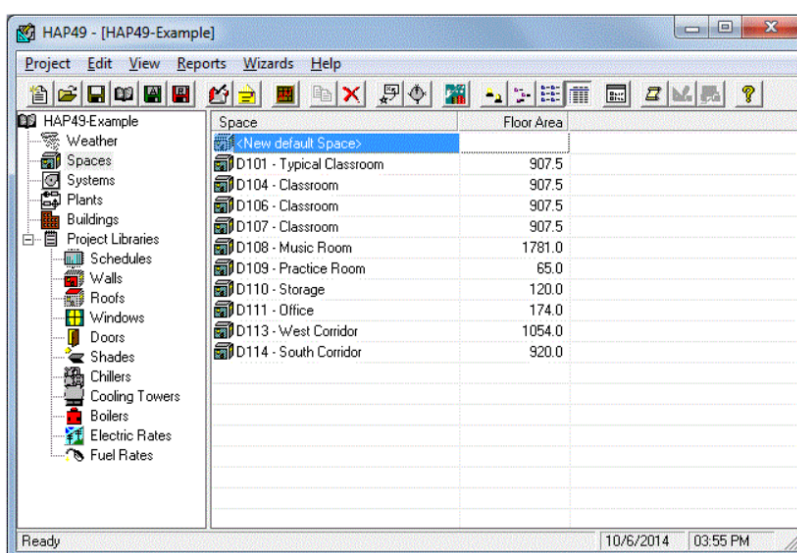 HAP49 - [HAP49-Example]
Project Edit View Reports Wizards Help
HAP49-Example
Weather
Spaces
Systems
Plants
Buildings
Project Libraries
Schedules
Walls
Roofs
Windows
Doors
Shades
Chillers
Cooling Towers
Boilers
Electric Rates
Fuel Rates
Space Floor Area
<New default Space>
D101 - Typical Classroom 907.5
D104 - Classroom 907.5
D106 - Classroom 907.5
D107 - Classroom 907.5
D108 - Music Room 1781.0
D109 - Practice Room 65.0
D110 - Storage 120.0
D111 - Office 174.0
D113 - West Corridor 1054.0
D114 - South Corridor 920.0
Ready 10/6/2014 03:55 PM